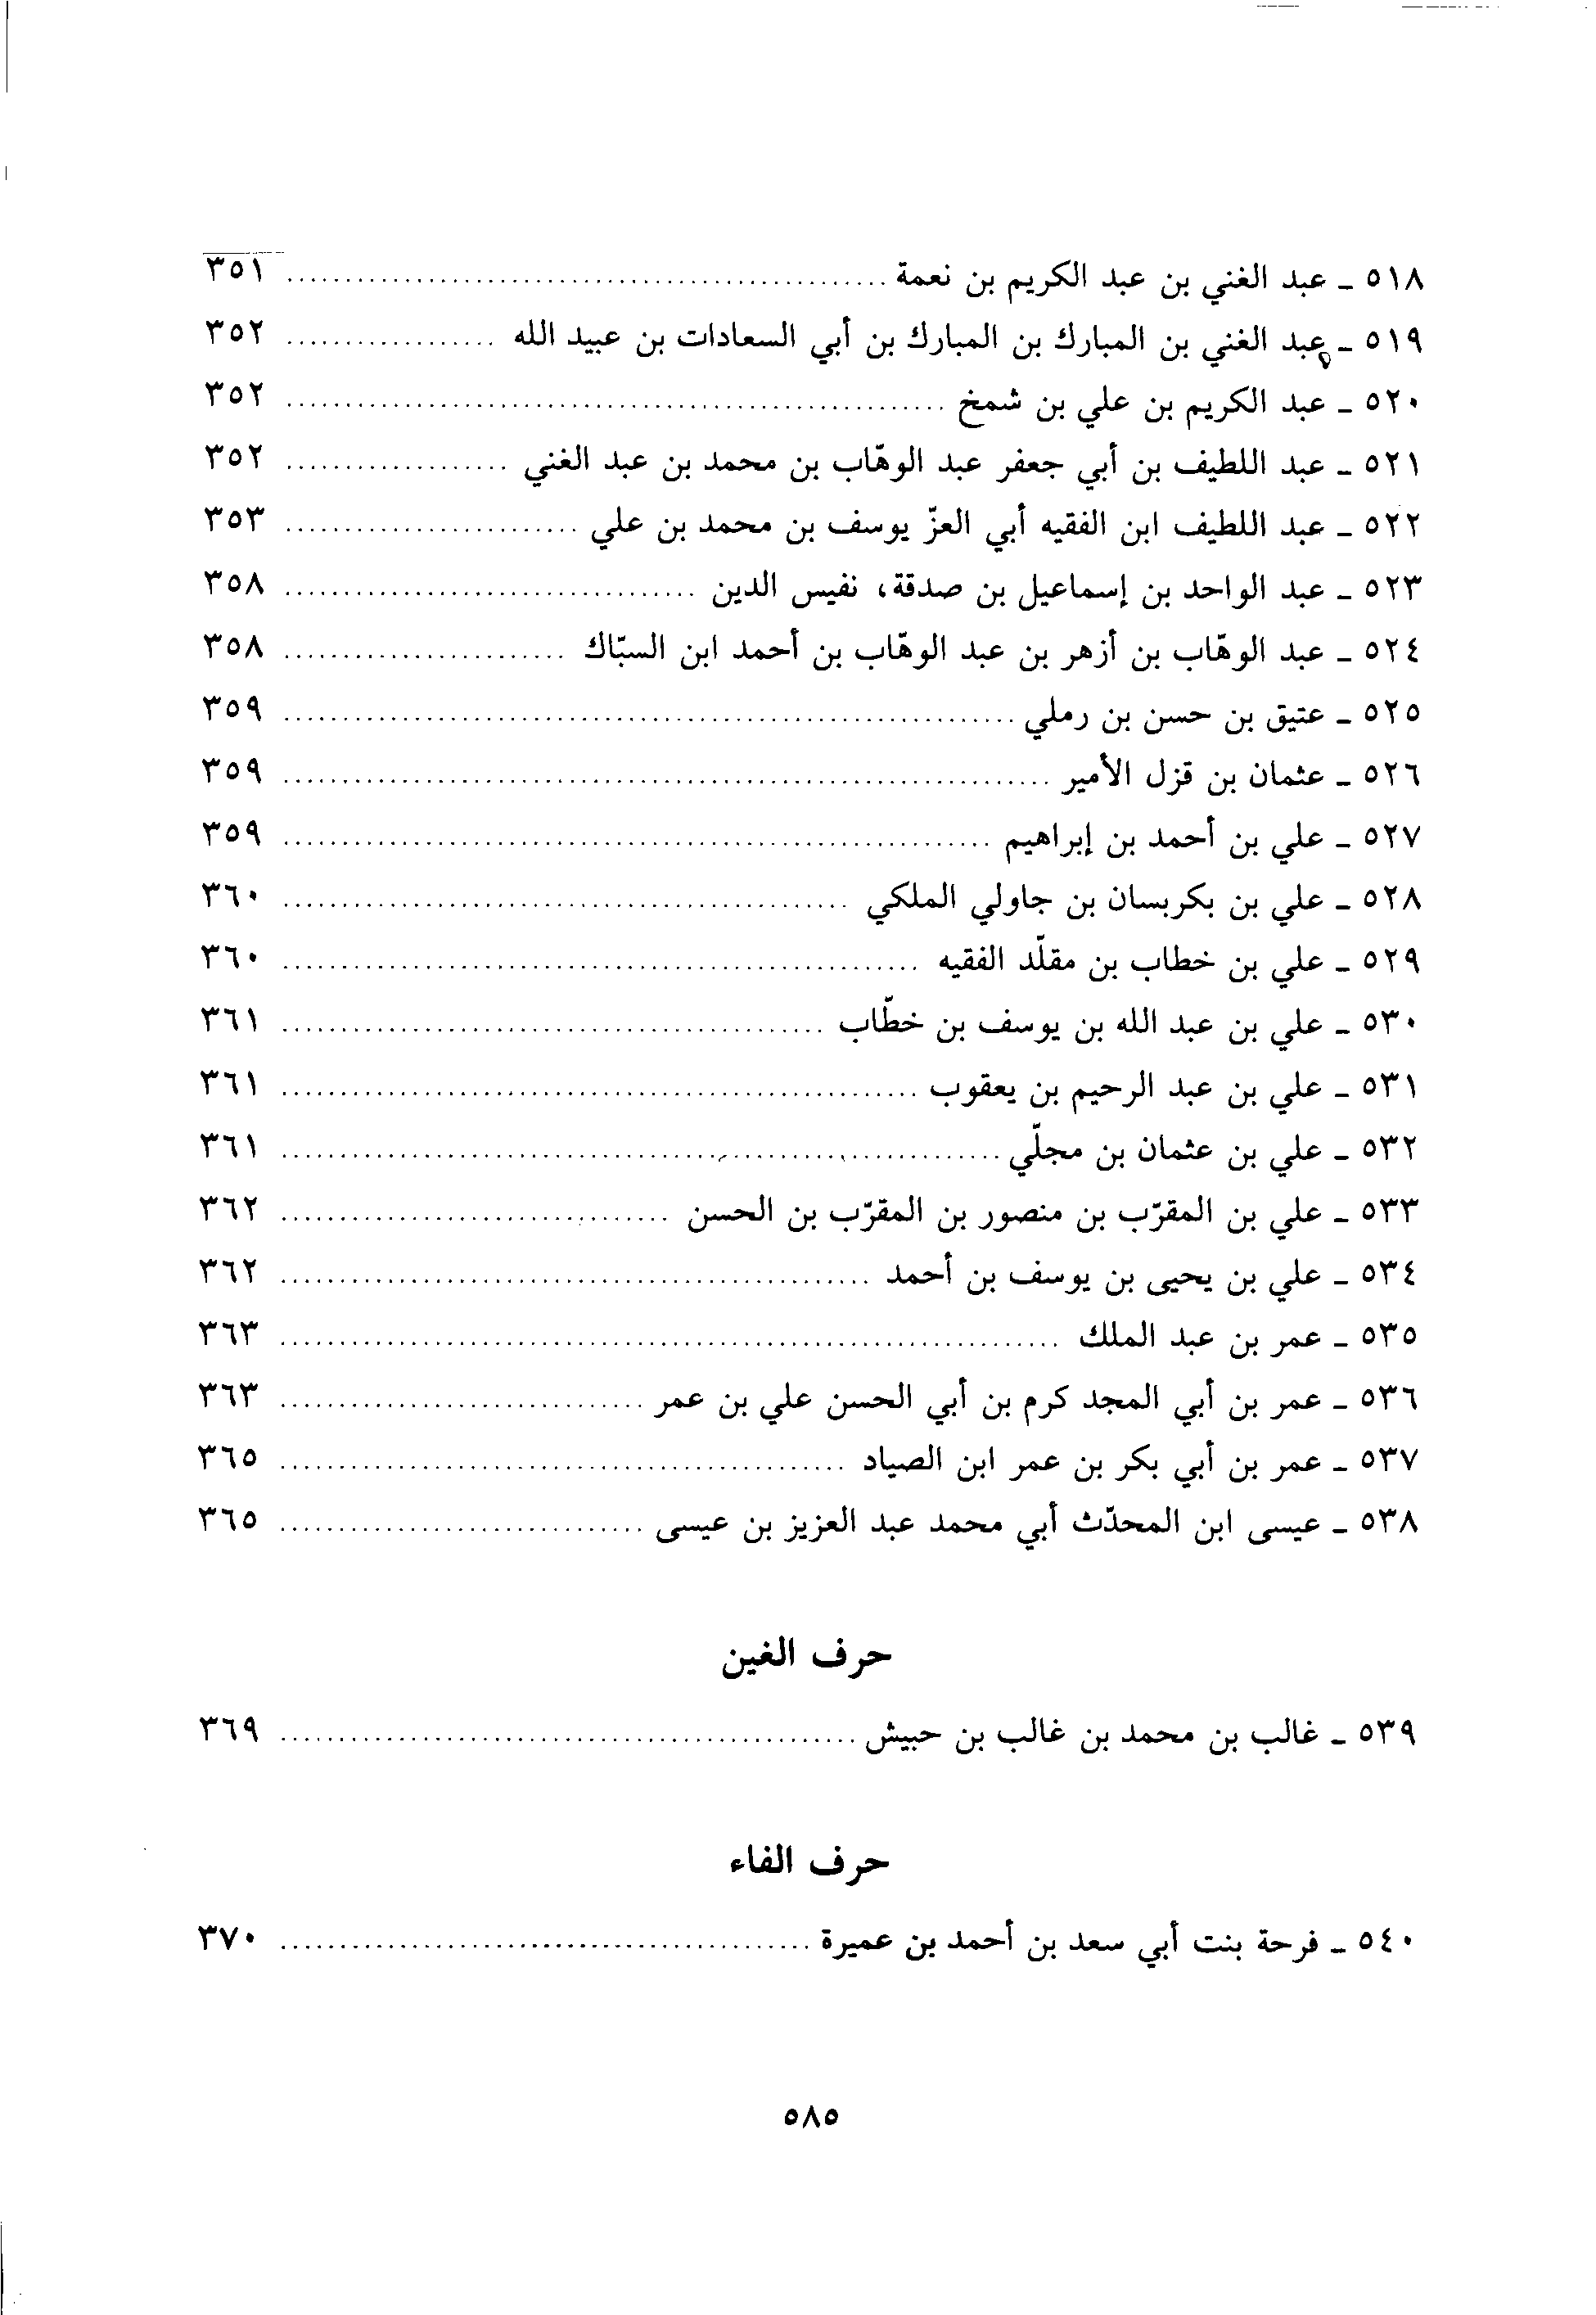 ٥١٨ ـ عبد الغني بن عبد الكريم بن نعمة ................ ٣٥١
٥١٩ ـ عبد الغني بن المبارك بن المبارك بن أبي السعادات بن عبيد الله ................ ٣٥٢
٥٢٠ ـ عبد الكريم بن علي بن شمخ ................ ٣٥٢
٥٢١ ـ عبد اللطيف بن أبي جعفر عبد الوهّاب بن محمد بن عبد الغني ................ ٣٥٢
٥٢٢ ـ عبد اللطيف ابن الفقيه أبي العزّ يوسف بن محمد بن علي ................ ٣٥٣
٥٢٣ ـ عبد الواحد بن إسماعيل بن صدقة، نفيس الدين ................ ٣٥٨
٥٢٤ ـ عبد الوهّاب بن أزهر بن عبد الوهّاب بن أحمد ابن السبّاك ................ ٣٥٨
٥٢٥ ـ عتيق بن حسن بن رملي ................ ٣٥٩
٥٢٦ ـ عثمان بن قزل الأمير ................ ٣٥٩
٥٢٧ ـ علي بن أحمد بن إبراهيم ................ ٣٥٩
٥٢٨ ـ علي بن بكربسان بن جاولي الملكي ................ ٣٦٠
٥٢٩ ـ علي بن خطاب بن مقلّد الفقيه ................ ٣٦٠
٥٣٠ ـ علي بن عبد الله بن يوسف بن خطّاب ................ ٣٦١
٥٣١ ـ علي بن عبد الرحيم بن يعقوب ................ ٣٦١
٥٣٢ ـ علي بن عثمان بن مجلّي ................ ٣٦١
٥٣٣ ـ علي بن المقرّب بن منصور بن المقرّب بن الحسن ................ ٣٦٢
٥٣٤ ـ علي بن يحيى بن يوسف بن أحمد ................ ٣٦٢
٥٣٥ ـ عمر بن عبد الملك ................ ٣٦٣
٥٣٦ ـ عمر بن أبي المجد كرم بن أبي الحسن علي بن عمر ................ ٣٦٣
٥٣٧ ـ عمر بن أبي بكر بن عمر ابن الصياد ................ ٣٦٥
٥٣٨ ـ عيسى ابن المحدّث أبي محمد عبد العزيز بن عيسى ................ ٣٦٥
حرف الغين
٥٣٩ ـ غالب بن محمد بن غالب بن حبيش ................ ٣٦٩
حرف الفاء
٥٤٠ ـ فرحة بنت أبي سعد بن أحمد بن عميرة ................ ٣٧٠
٥٨٥